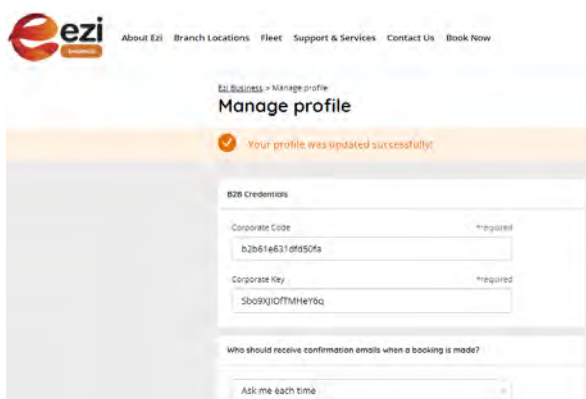 ezi
business
About Ezi Branch Locations Fleet Support & Services Contact Us Book Now
Ezi Business > Manage profile
Manage profile
Your profile was updated successfully!
B2B Credentials
Corporate Code *required
b2b61e631dfd50fa
Corporate Key *required
Sbo9XJlOfTMHeY6q
Who should receive confirmation emails when a booking is made?
Ask me each time